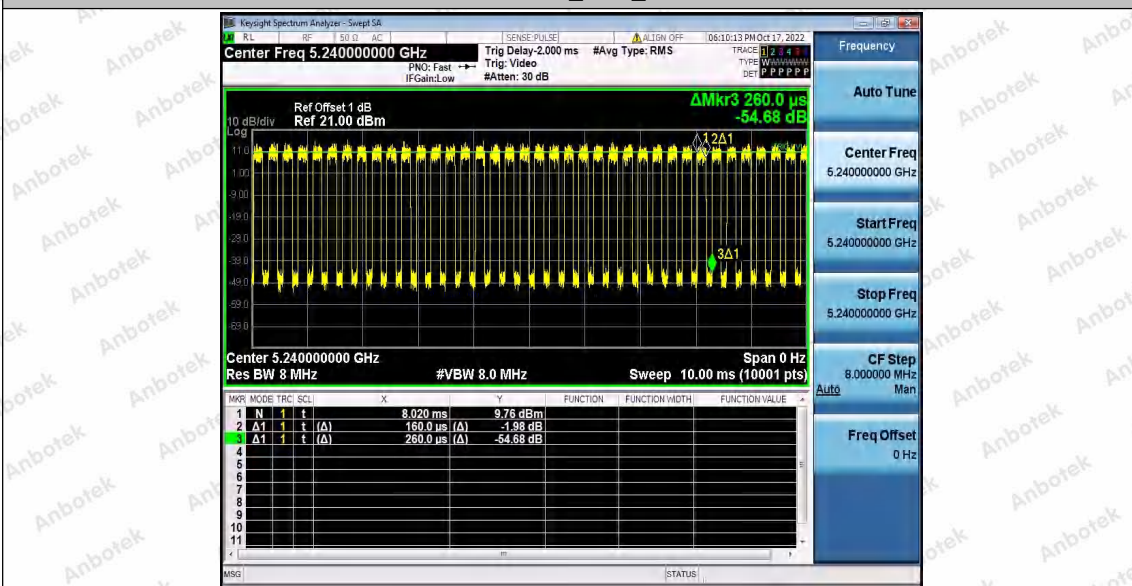 Keysight Spectrum Analyzer - Swept SA
RL RF 50 Ω AC SENSE:PULSE ALIGN OFF 06:10:13 PM Oct 17, 2022
Center Freq 5.240000000 GHz
PNO: Fast
IFGain:Low
Trig Delay-2.000 ms
Trig: Video
#Atten: 30 dB
#Avg Type: RMS
TRACE 1 2 3 4 5 6
TYPE W
DET P P P P P P
ΔMkr3 260.0 µs
-54.68 dB
Ref Offset 1 dB
10 dB/div Ref 21.00 dBm
Log
11.0
1.00
-9.00
-19.0
-29.0
-39.0
-49.0
-59.0
-69.0
1 2Δ1
3Δ1
Center 5.240000000 GHz Span 0 Hz
Res BW 8 MHz #VBW 8.0 MHz Sweep 10.00 ms (10001 pts)
MKR MODE TRC SCL X Y FUNCTION FUNCTION WIDTH FUNCTION VALUE
1 N 1 t 8.020 ms 9.76 dBm
2 Δ1 1 t (Δ) 160.0 µs (Δ) -1.98 dB
3 Δ1 1 t (Δ) 260.0 µs (Δ) -54.68 dB
4
5
6
7
8
9
10
11
MSG STATUS
Frequency
Auto Tune
Center Freq
5.240000000 GHz
Start Freq
5.240000000 GHz
Stop Freq
5.240000000 GHz
CF Step
8.000000 MHz
Auto Man
Freq Offset
0 Hz
Anbotek